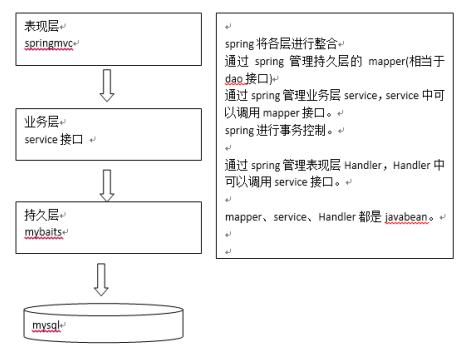 表现层
springmvc
业务层
service 接口
持久层
mybaits
mysql
spring 将各层进行整合
通过 spring 管理持久层的 mapper(相当于
dao 接口)
通过 spring 管理业务层 service，service 中可
以调用 mapper 接口。
spring 进行事务控制。
通过 spring 管理表现层 Handler，Handler 中
可以调用 service 接口。
mapper、service、Handler 都是 javabean。